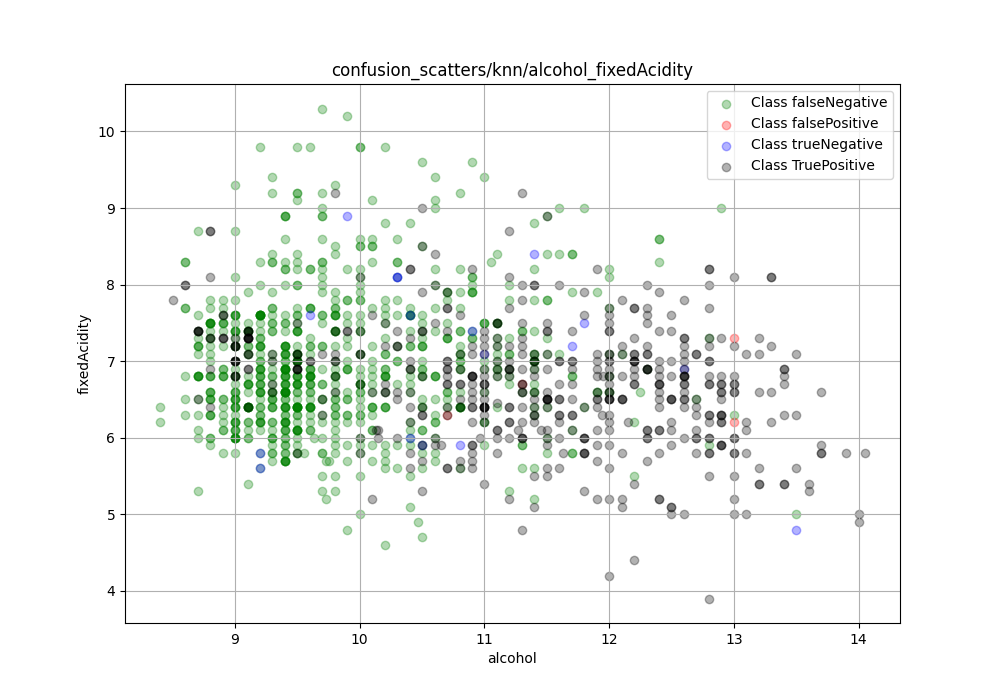 confusion_scatters/knn/alcohol_fixedAcidity
Class falseNegative
Class falsePositive
Class trueNegative
Class TruePositive
10
9
8
7
6
5
4
fixedAcidity
9 10 11 12 13 14
alcohol